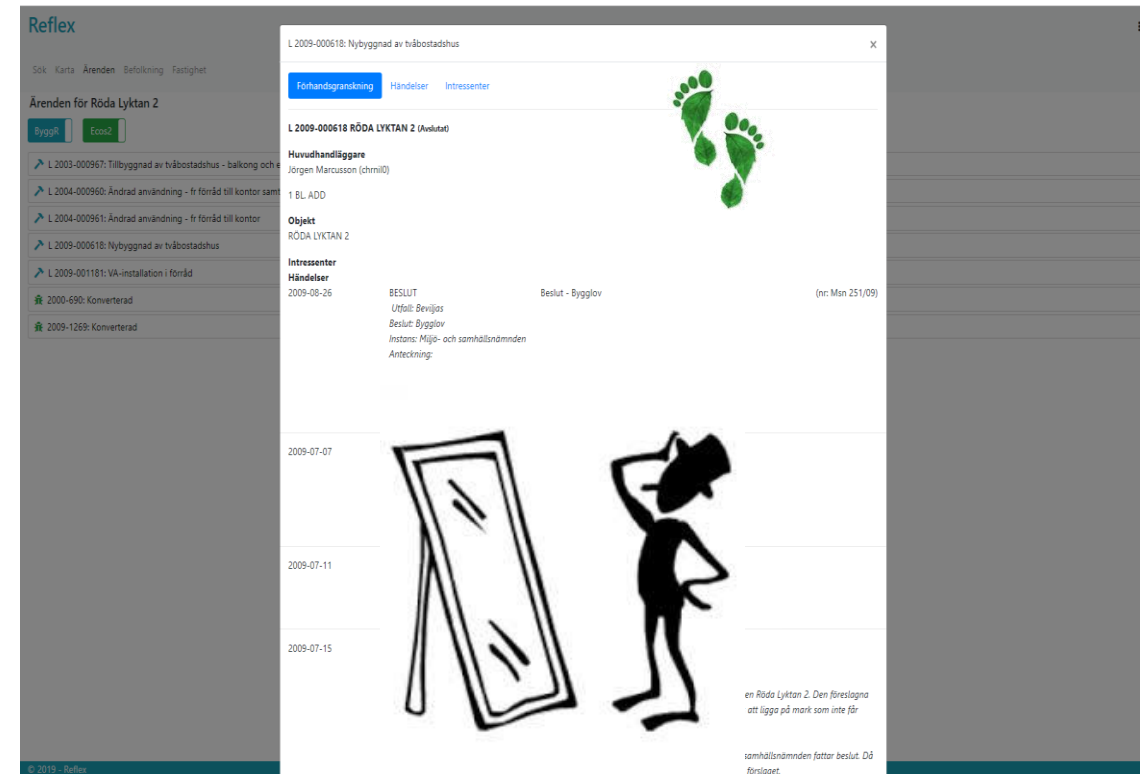 Reflex
Sök Karta Ärenden Befolkning Fastighet
Ärenden för Röda Lyktan 2
ByggR Ecos2
L 2003-000967: Tillbyggnad av tvåbostadshus - balkong och e
L 2004-000960: Ändrad användning - fr förråd till kontor samt
L 2004-000961: Ändrad användning - fr förråd till kontor
L 2009-000618: Nybyggnad av tvåbostadshus
L 2009-001181: VA-installation i förråd
2000-690: Konverterad
2009-1269: Konverterad
© 2019 - Reflex
L 2009-000618: Nybyggnad av tvåbostadshus x
Förhandsgranskning Händelser Intressenter
L 2009-000618 RÖDA LYKTAN 2 (Avslutat)
Huvudhandläggare
Jörgen Marcusson (chrnil0)
1 BL. ADD
Objekt
RÖDA LYKTAN 2
Intressenter
Händelser
2009-08-26 BESLUT Beslut - Bygglov (nr: Msn 251/09)
Utfall: Beviljas
Beslut: Bygglov
Instans: Miljö- och samhällsnämnden
Anteckning:
2009-07-07
2009-07-11
2009-07-15
en Röda Lyktan 2. Den föreslagna
att ligga på mark som inte får
samhällsnämnden fattar beslut. Då
förslaget.